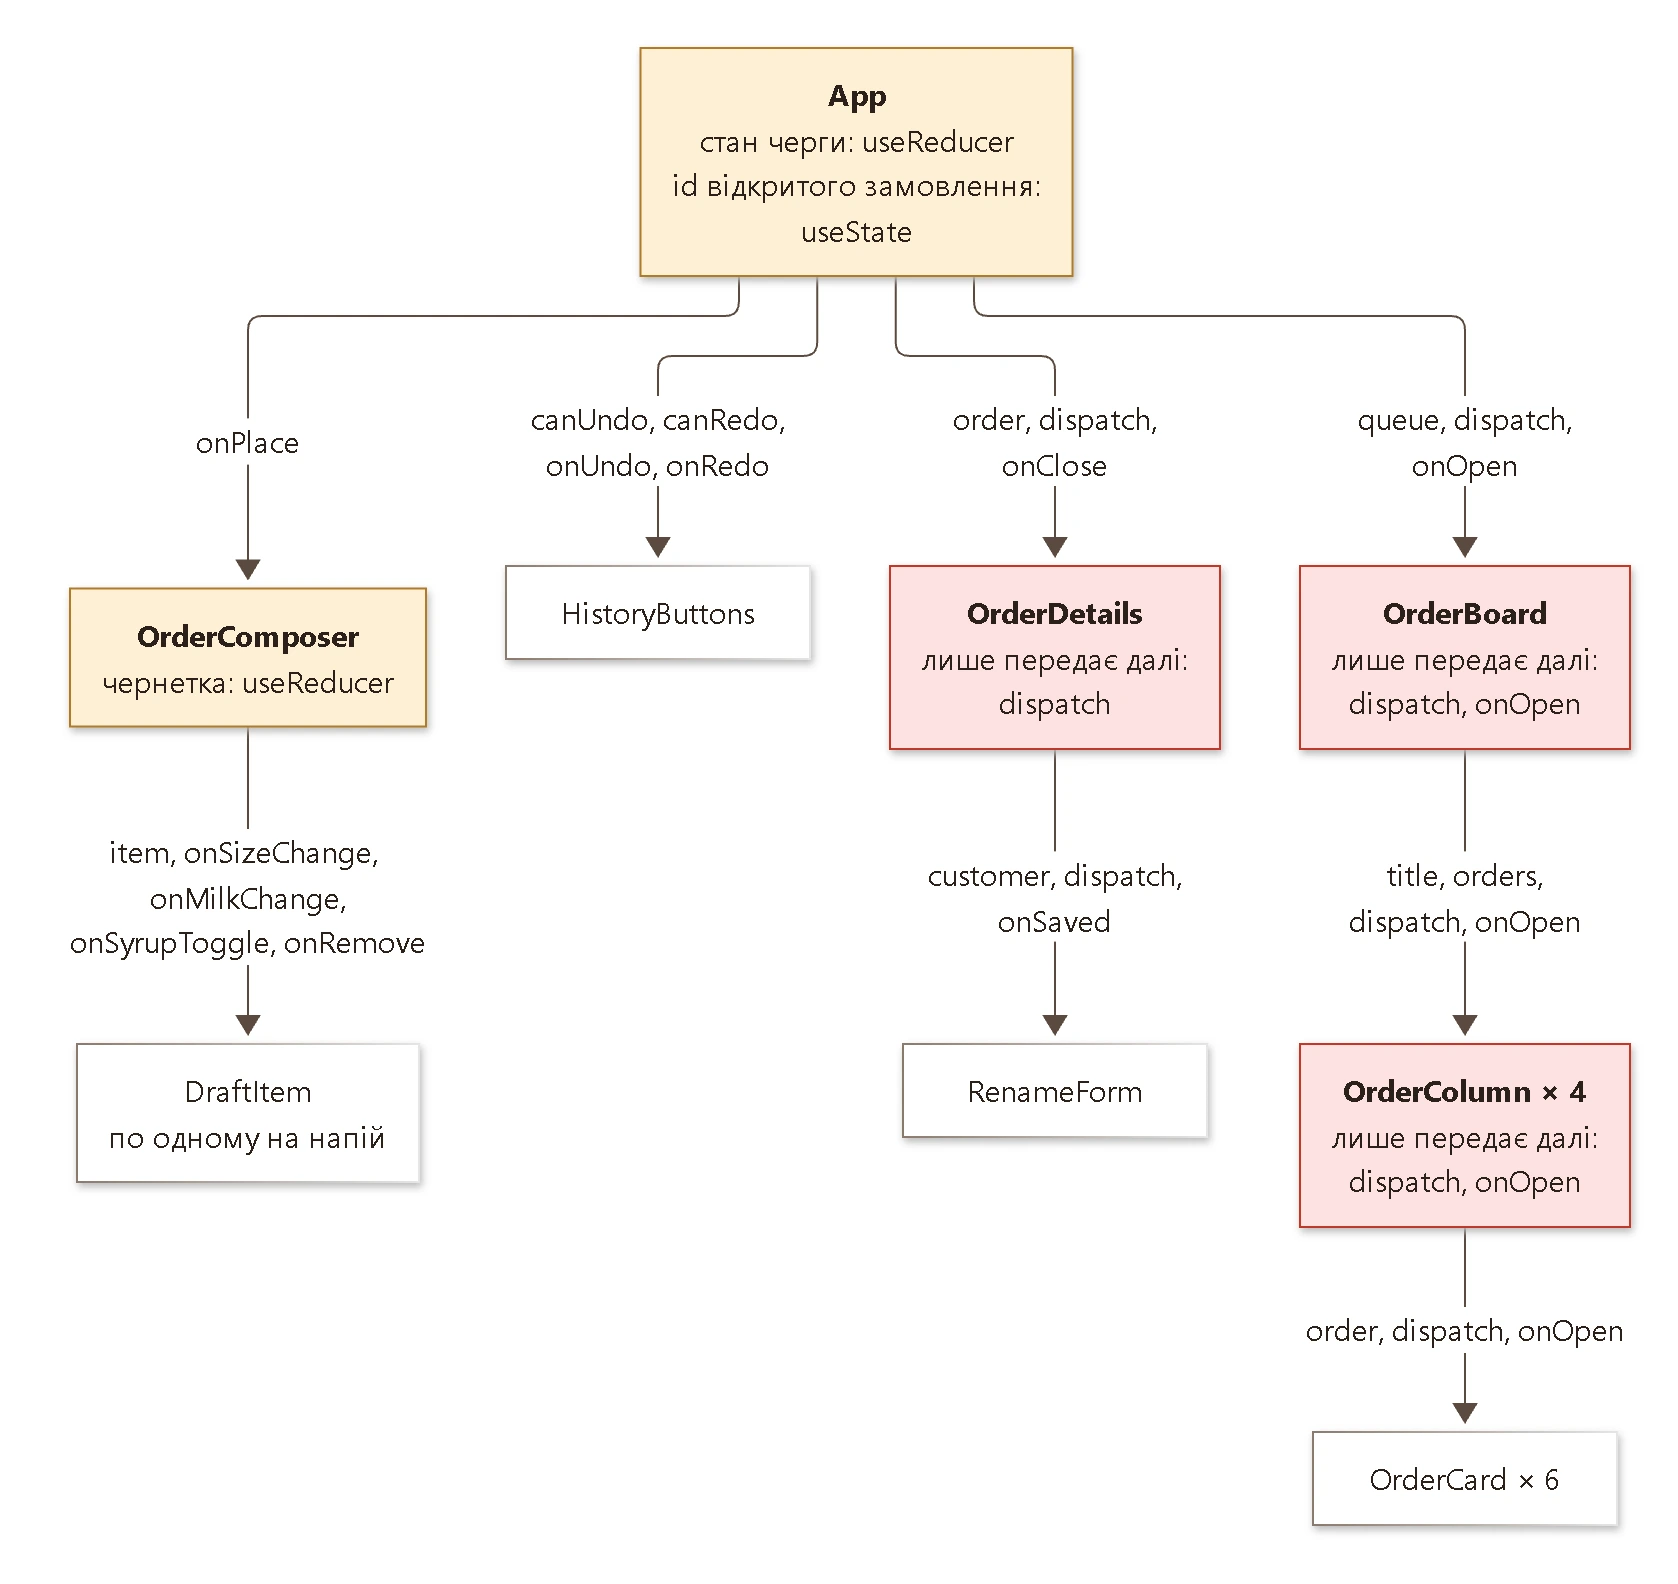 App
стан черги: useReducer
id відкритого замовлення:
useState
onPlace
canUndo, canRedo,
onUndo, onRedo
order, dispatch,
onClose
queue, dispatch,
onOpen
OrderComposer
чернетка: useReducer
HistoryButtons
OrderDetails
лише передає далі:
dispatch
OrderBoard
лише передає далі:
dispatch, onOpen
item, onSizeChange,
onMilkChange,
onSyrupToggle, onRemove
customer, dispatch,
onSaved
title, orders,
dispatch, onOpen
DraftItem
по одному на напій
RenameForm
OrderColumn × 4
лише передає далі:
dispatch, onOpen
order, dispatch, onOpen
OrderCard × 6